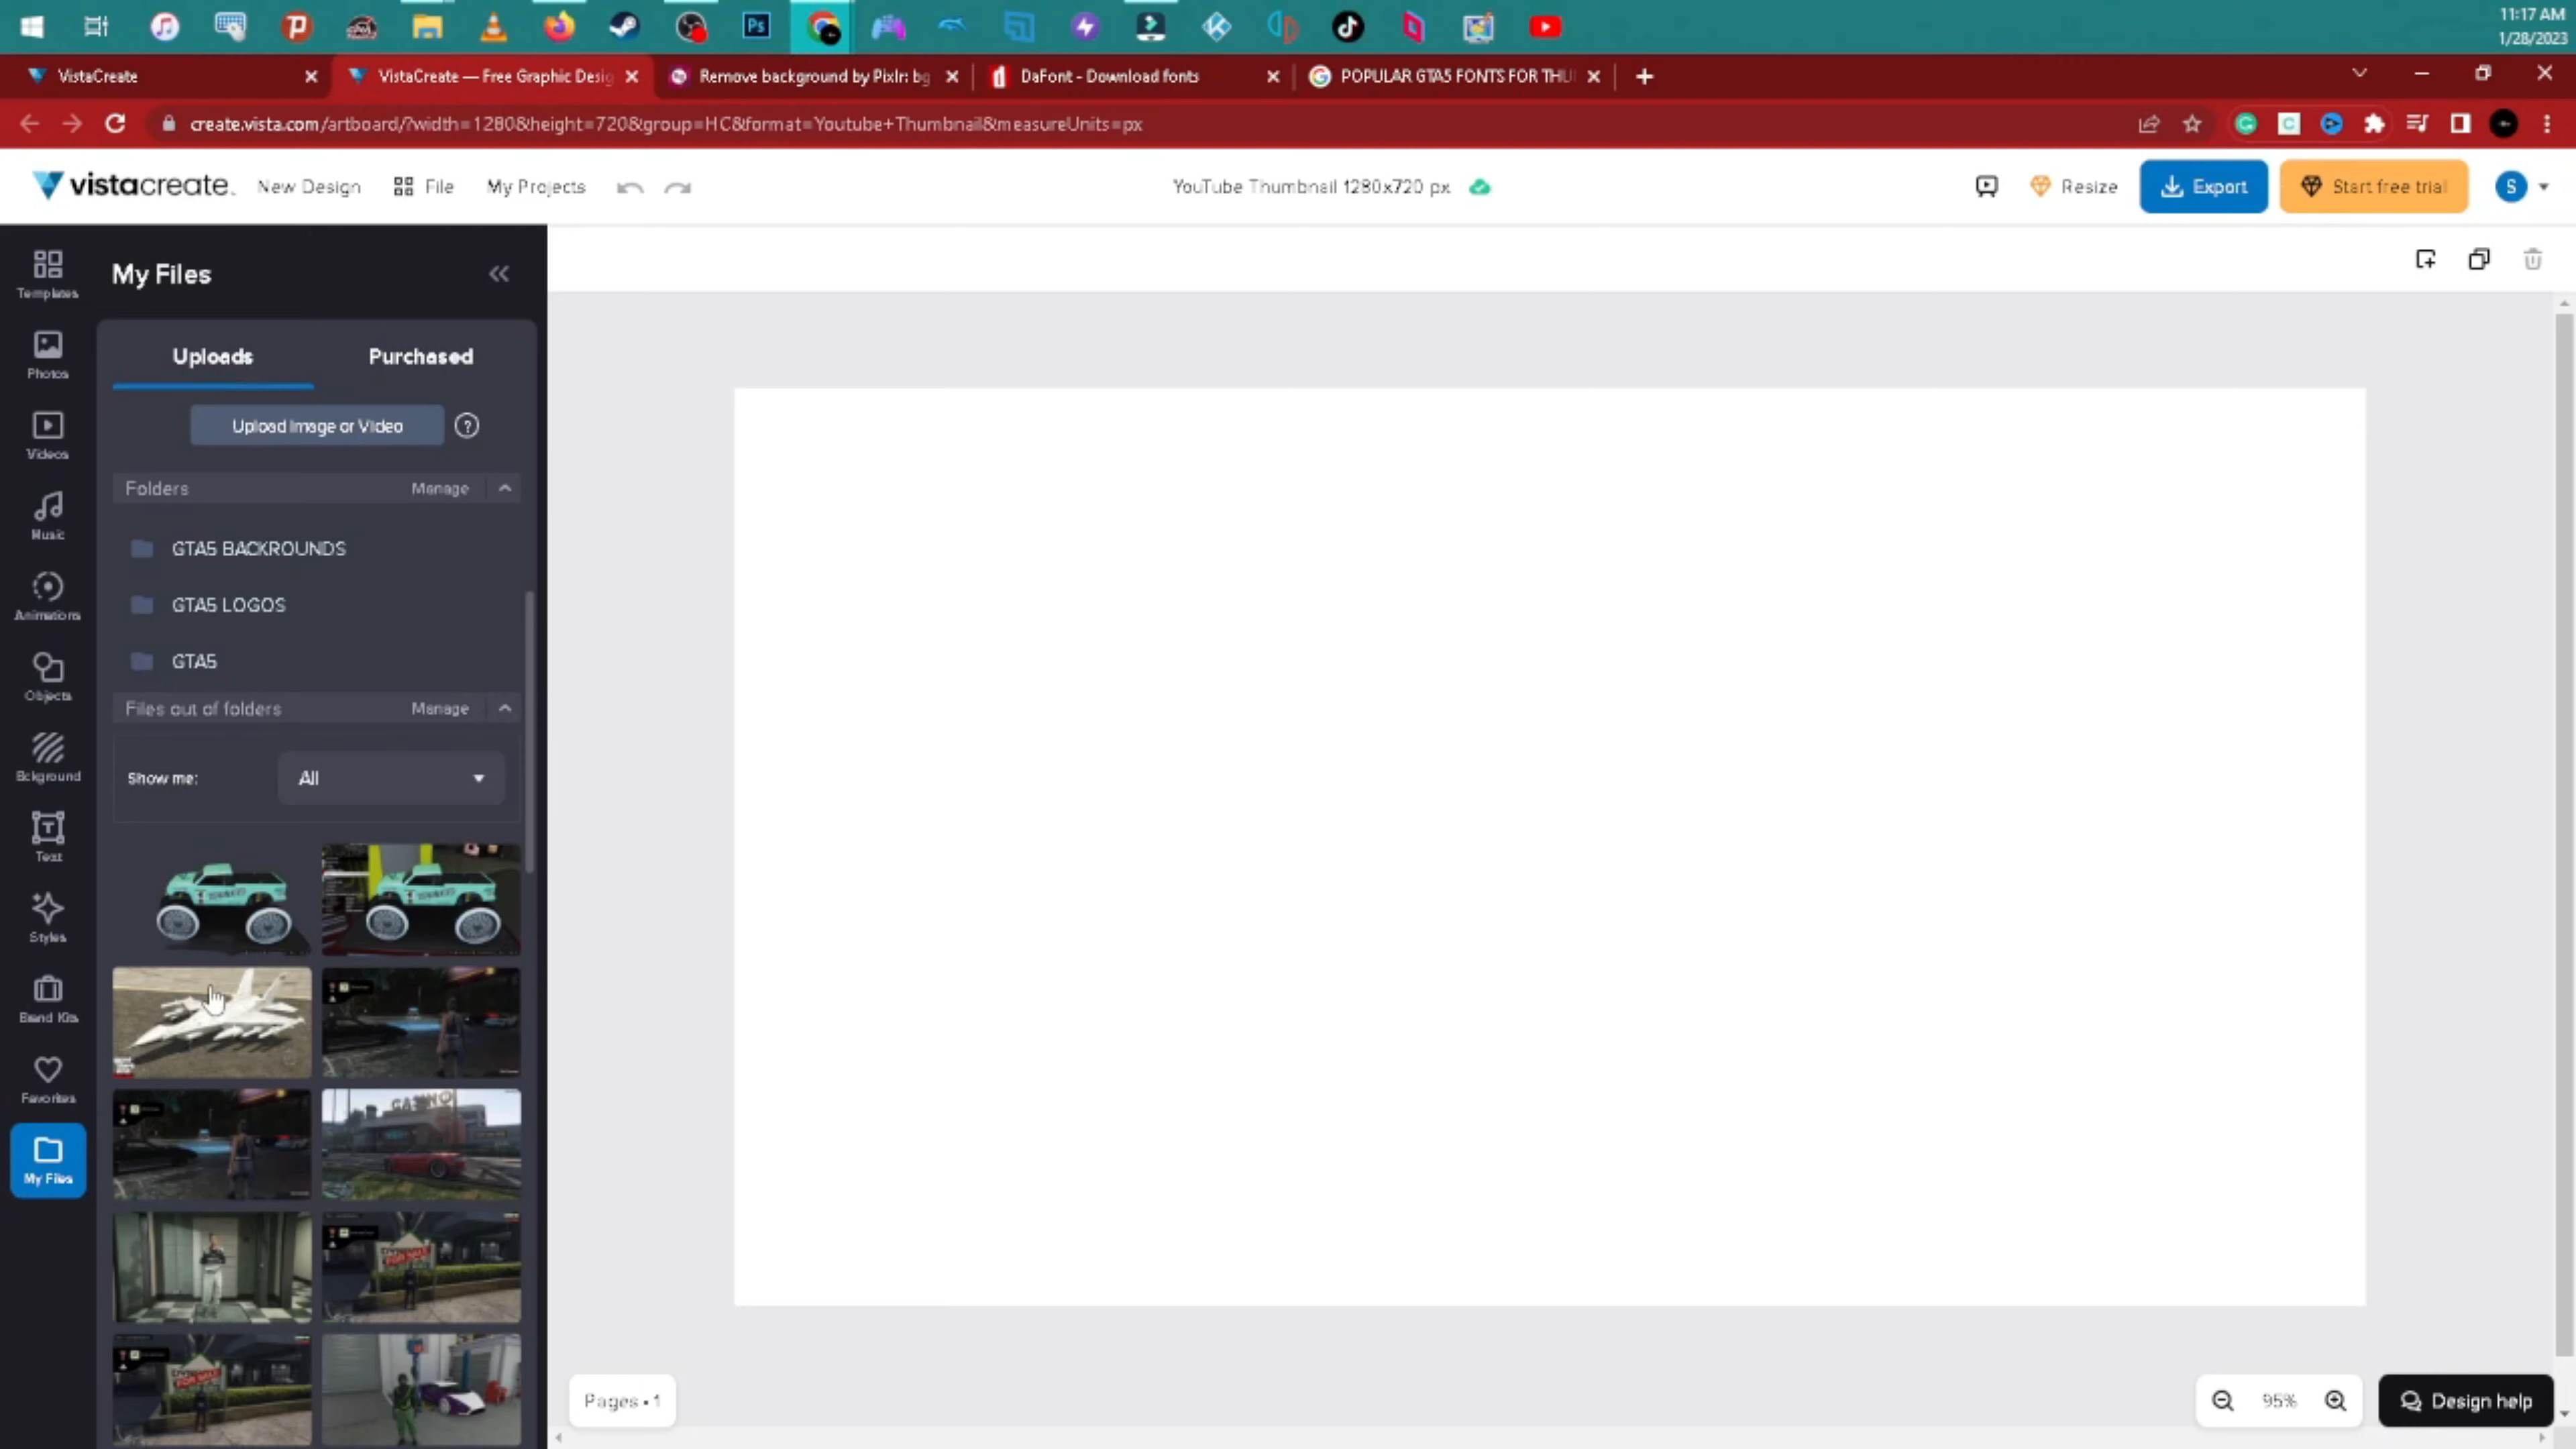 11:17 AM
1/28/2023
VistaCreate
VistaCreate — Free Graphic Desig
Remove background by Pixlr: bg
DaFont - Download fonts
POPULAR GTA5 FONTS FOR THU
create.vista.com/artboard/?width=1280&height=720&group=HC&format=Youtube+Thumbnail&measureUnits=px
vistacreate.
New Design
File
My Projects
YouTube Thumbnail 1280x720 px
Resize
Export
Start free trial
S
Templates
Photos
Videos
Music
Animations
Objects
Bckground
Text
Styles
Brand Kits
Favorites
My Files
My Files
Uploads
Purchased
Upload Image or Video
?
Folders
Manage
GTA5 BACKROUNDS
GTA5 LOGOS
GTA5
Files out of folders
Manage
Show me:
All
CASINO
FOR SALE
FOR SALE
Pages • 1
95%
Design help